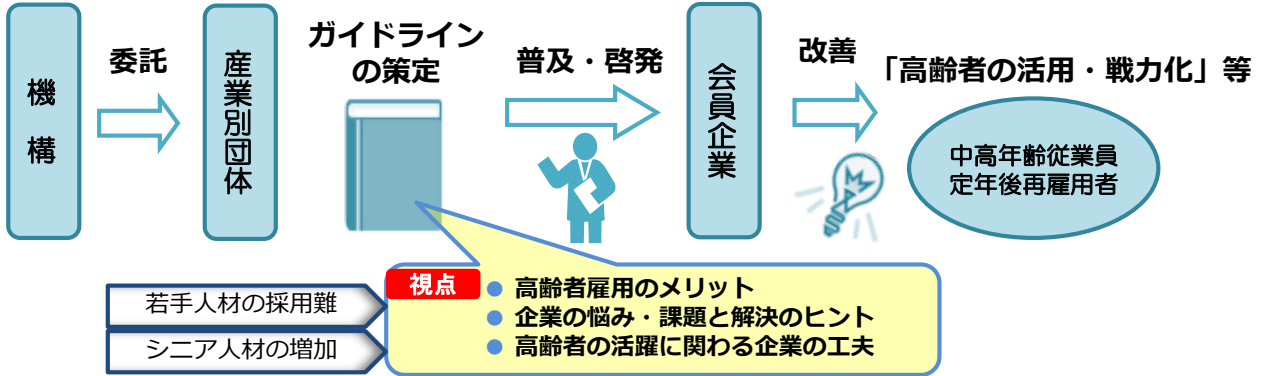 機構
委託
産業別団体
ガイドライン
の策定
普及・啓発
会員企業
改善
「高齢者の活用・戦力化」等
中高年齢従業員
定年後再雇用者
若手人材の採用難
シニア人材の増加
視点
● 高齢者雇用のメリット
● 企業の悩み・課題と解決のヒント
● 高齢者の活躍に関わる企業の工夫